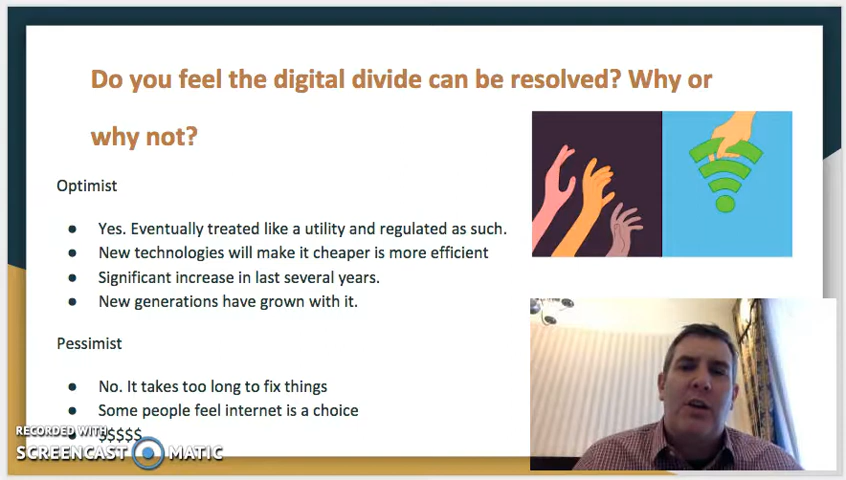 Do you feel the digital divide can be resolved? Why or
why not?
Optimist
● Yes. Eventually treated like a utility and regulated as such.
● New technologies will make it cheaper is more efficient
● Significant increase in last several years.
● New generations have grown with it.
Pessimist
● No. It takes too long to fix things
● Some people feel internet is a choice
● $$$$$
RECORDED WITH
SCREENCAST MATIC